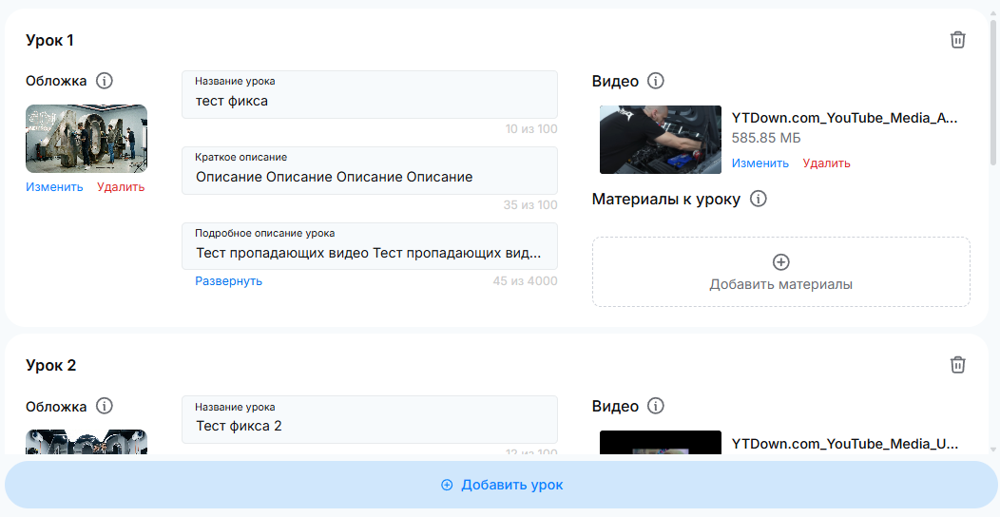 Урок 1
Обложка
Изменить Удалить
Название урока
тест фикса
10 из 100
Краткое описание
Описание Описание Описание Описание
35 из 100
Подробное описание урока
Тест пропадающих видео Тест пропадающих вид...
Развернуть 45 из 4000
Видео
YTDown.com_YouTube_Media_A...
585.85 МБ
Изменить Удалить
Материалы к уроку
Добавить материалы
Урок 2
Обложка
Название урока
Тест фикса 2
12 из 100
Видео
YTDown.com_YouTube_Media_U...
Добавить урок